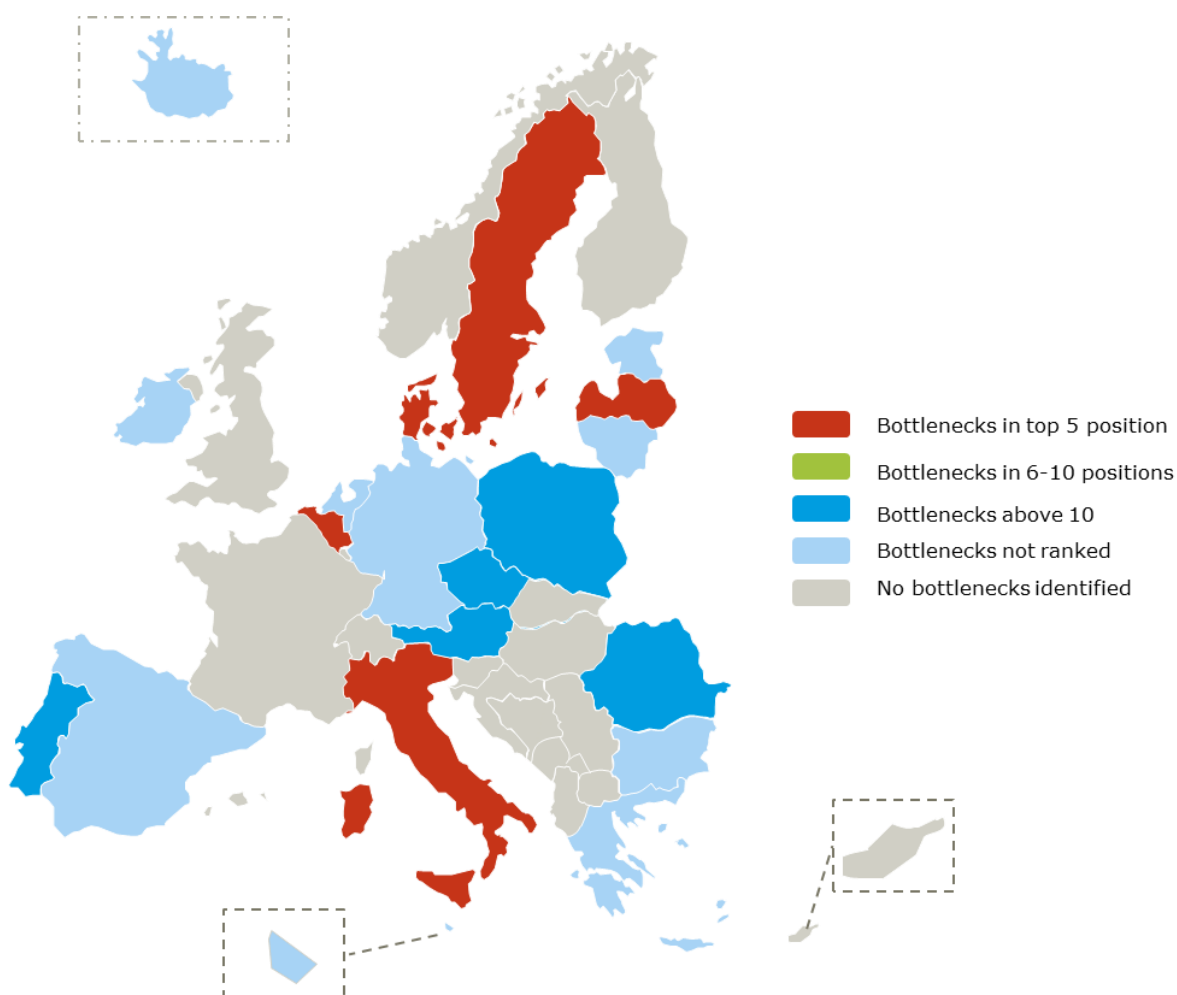 Bottlenecks in top 5 position
Bottlenecks in 6-10 positions
Bottlenecks above 10
Bottlenecks not ranked
No bottlenecks identified